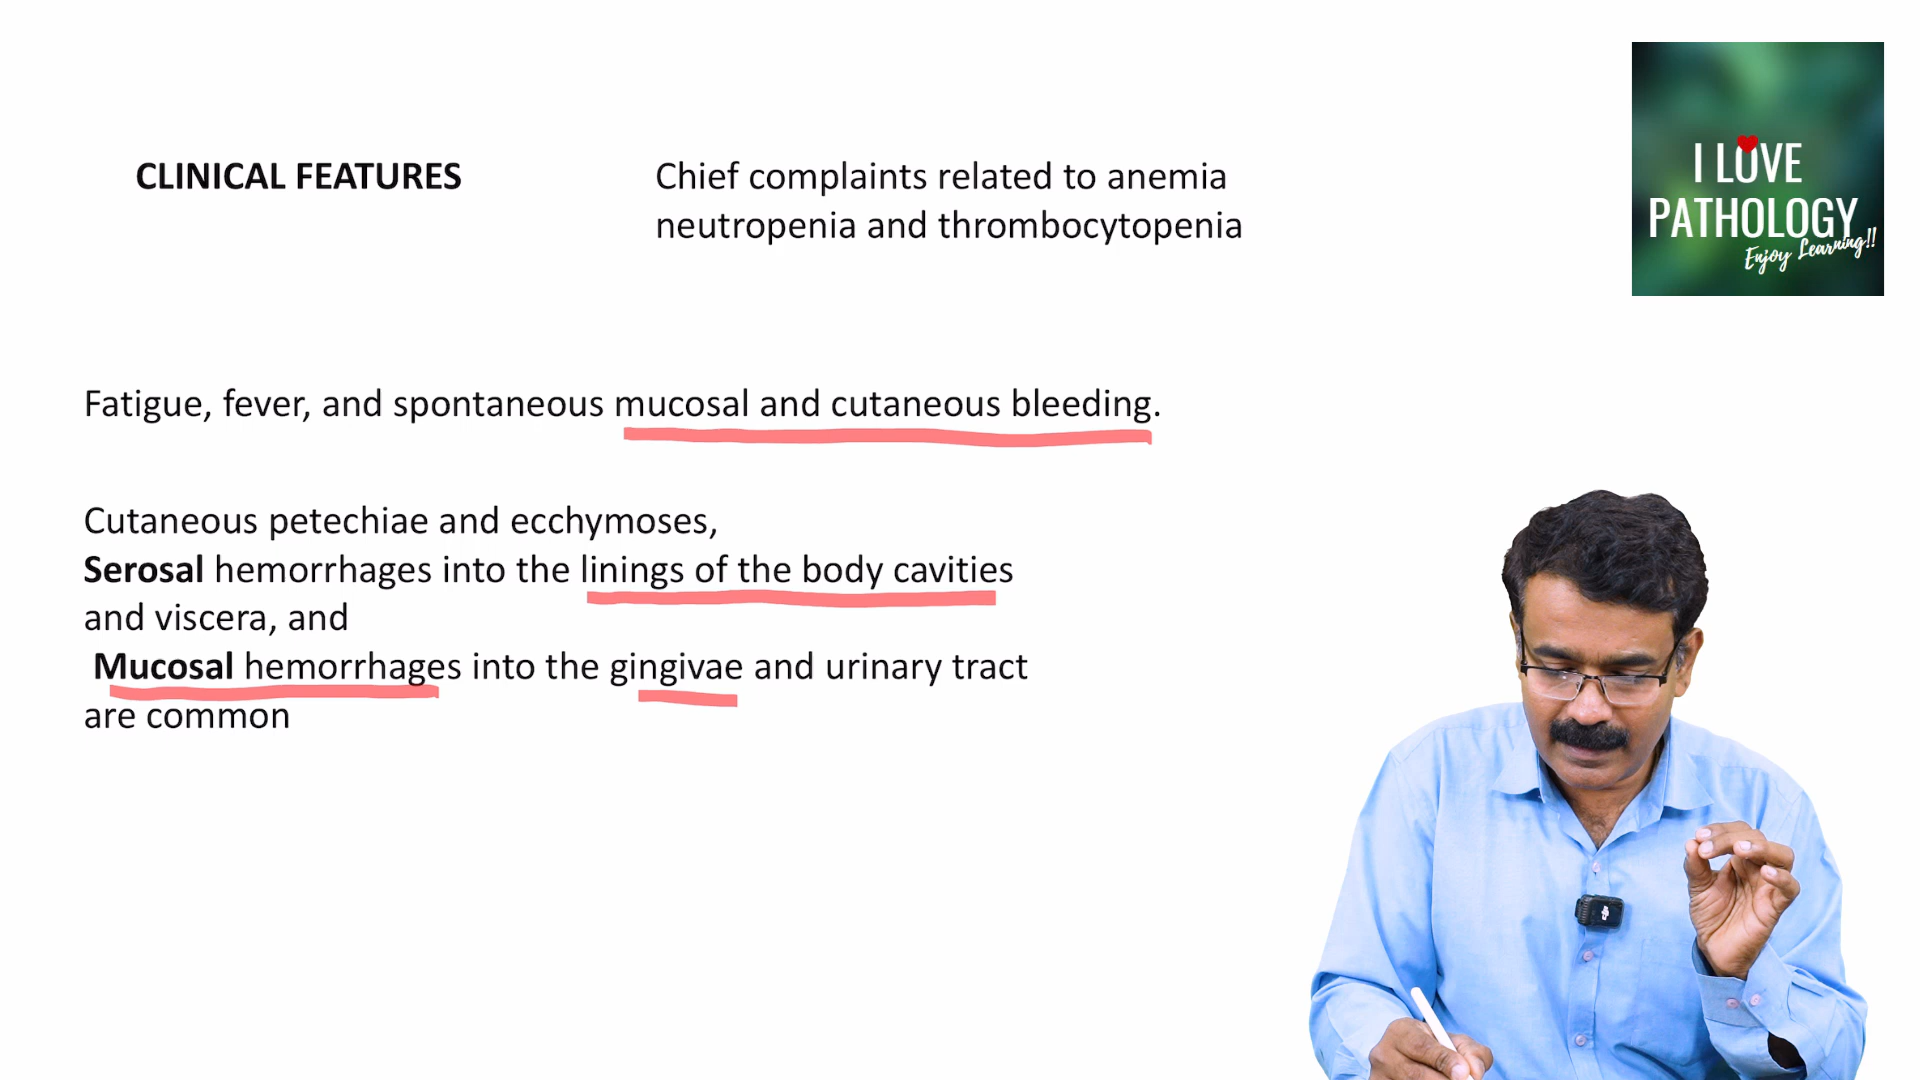 CLINICAL FEATURES
Chief complaints related to anemia
neutropenia and thrombocytopenia
I LOVE
PATHOLOGY
Enjoy Learning!!
Fatigue, fever, and spontaneous mucosal and cutaneous bleeding.
Cutaneous petechiae and ecchymoses,
Serosal hemorrhages into the linings of the body cavities
and viscera, and
Mucosal hemorrhages into the gingivae and urinary tract
are common